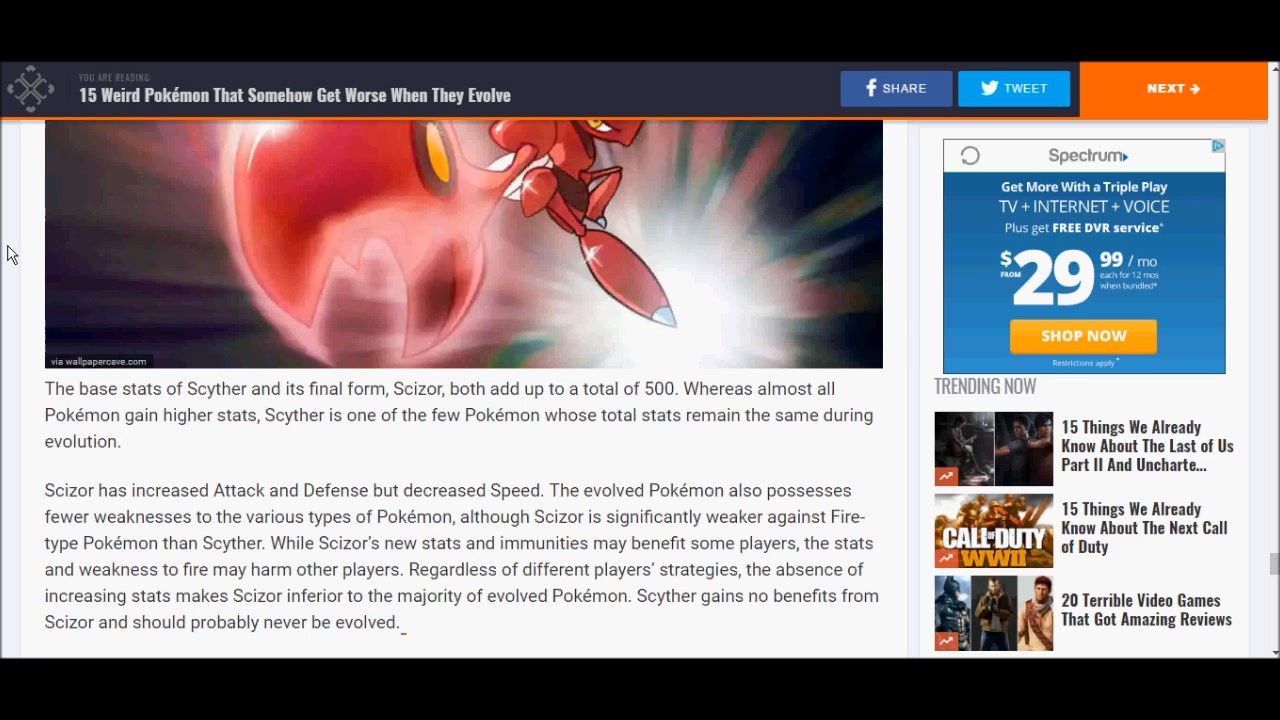 YOU ARE READING:
15 Weird Pokémon That Somehow Get Worse When They Evolve
SHARE
TWEET
NEXT
via wallpapercave.com
The base stats of Scyther and its final form, Scizor, both add up to a total of 500. Whereas almost all
Pokémon gain higher stats, Scyther is one of the few Pokémon whose total stats remain the same during
evolution.
Scizor has increased Attack and Defense but decreased Speed. The evolved Pokémon also possesses
fewer weaknesses to the various types of Pokémon, although Scizor is significantly weaker against Fire-
type Pokémon than Scyther. While Scizor's new stats and immunities may benefit some players, the stats
and weakness to fire may harm other players. Regardless of different players' strategies, the absence of
increasing stats makes Scizor inferior to the majority of evolved Pokémon. Scyther gains no benefits from
Scizor and should probably never be evolved.
Spectrum
Get More With a Triple Play
TV + INTERNET + VOICE
Plus get FREE DVR service^
FROM $29 99 / mo
each for 12 mos
when bundled*
SHOP NOW
Restrictions apply
TRENDING NOW
15 Things We Already
Know About The Last of Us
Part II And Uncharte...
CALL OF DUTY
WWII
15 Things We Already
Know About The Next Call
of Duty
20 Terrible Video Games
That Got Amazing Reviews